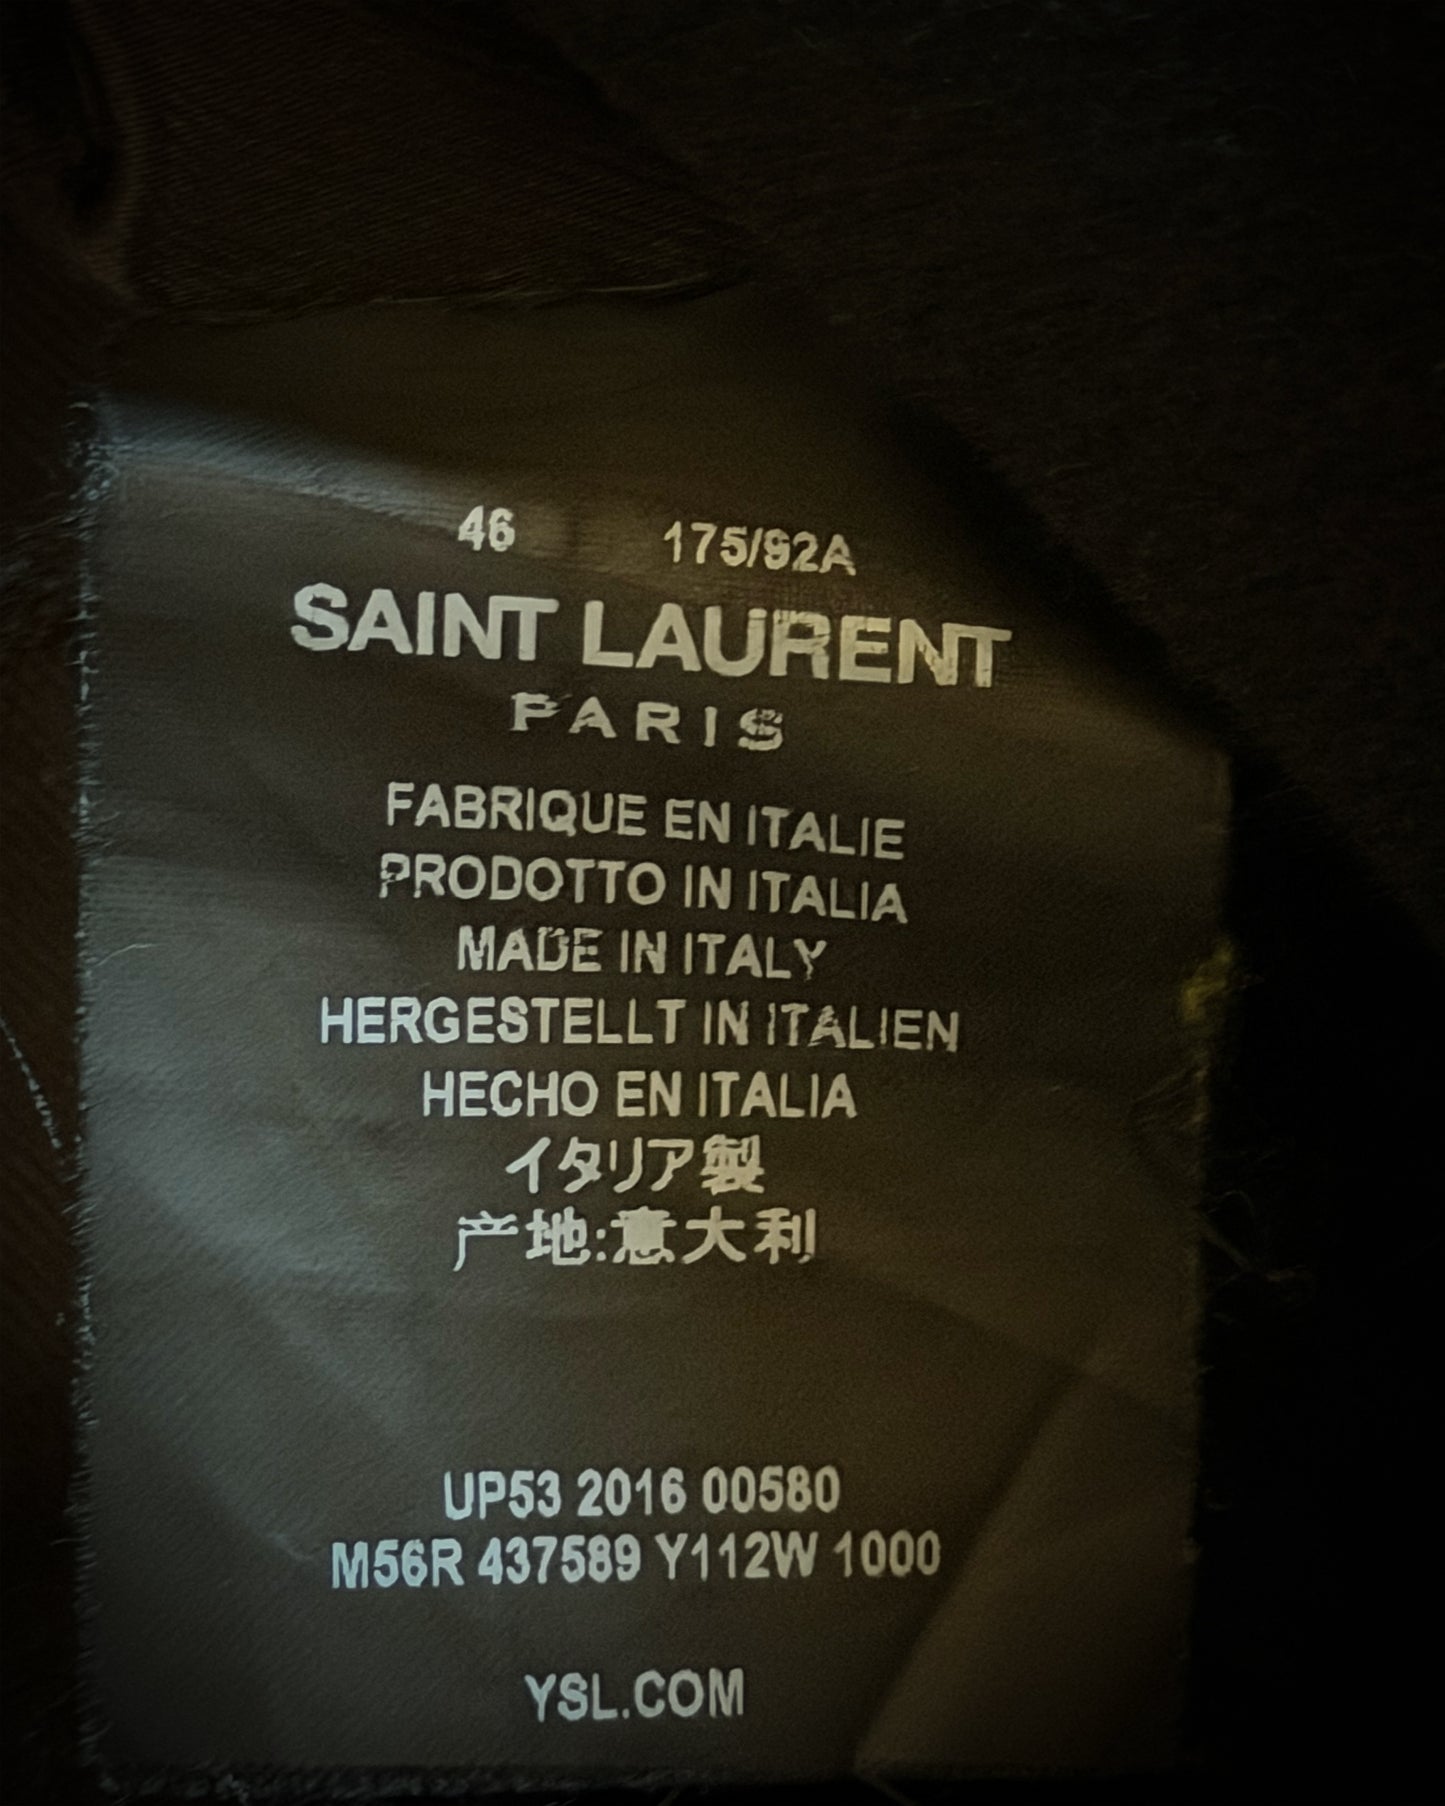 46 175/92A
SAINT LAURENT
PARIS
FABRIQUE EN ITALIE
PRODOTTO IN ITALIA
MADE IN ITALY
HERGESTELLT IN ITALIEN
HECHO EN ITALIA
イタリア製
产地:意大利
UP53 2016 00580
M56R 437589 Y112W 1000
YSL.COM